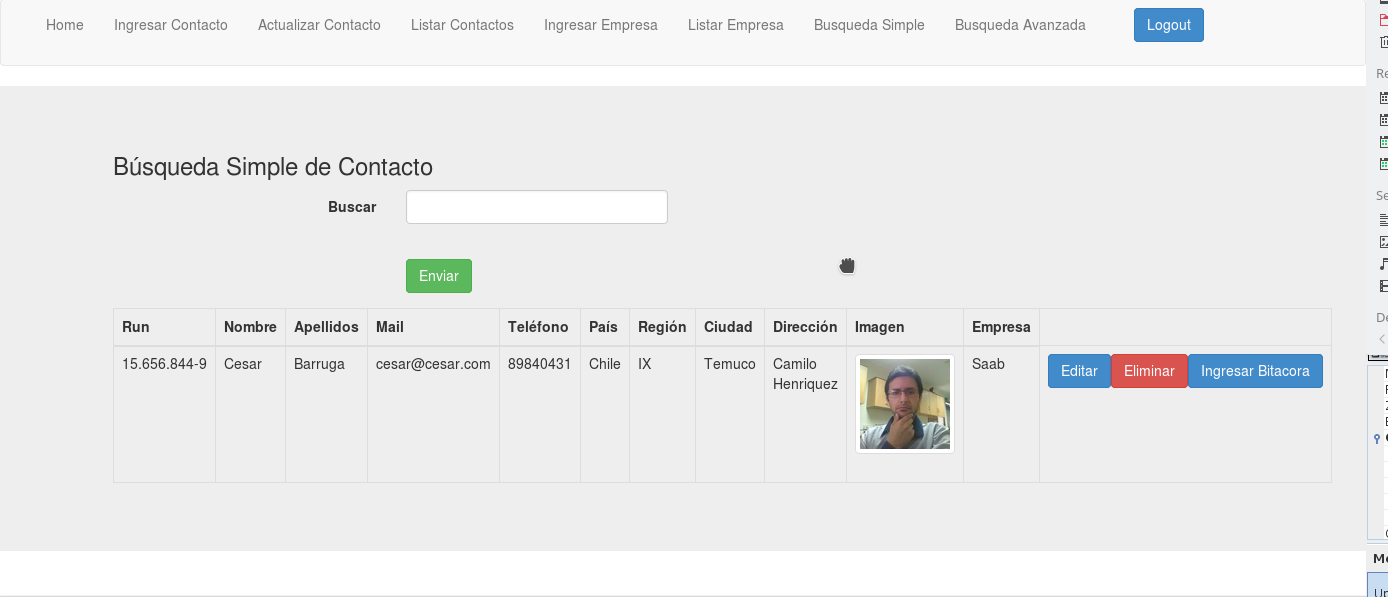 Home Ingresar Contacto Actualizar Contacto Listar Contactos Ingresar Empresa Listar Empresa Busqueda Simple Busqueda Avanzada Logout
Búsqueda Simple de Contacto
Buscar
Enviar
Run Nombre Apellidos Mail Teléfono País Región Ciudad Dirección Imagen Empresa
15.656.844-9 Cesar Barruga cesar@cesar.com 89840431 Chile IX Temuco Camilo Saab Editar Eliminar Ingresar Bitacora
Henriquez